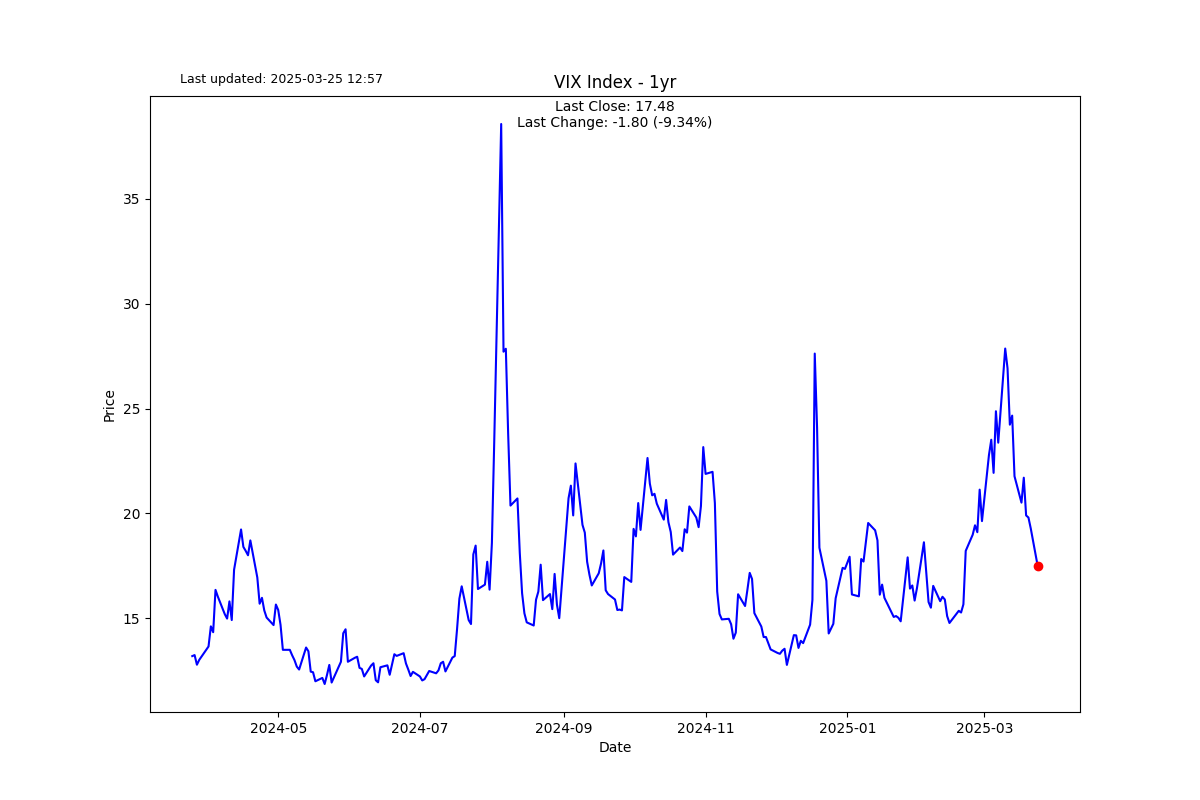 Last updated: 2025-03-25 12:57
VIX Index - 1yr
Last Close: 17.48
Last Change: -1.80 (-9.34%)
35
30
25
20
15
Price
2024-05
2024-07
2024-09
2024-11
2025-01
2025-03
Date